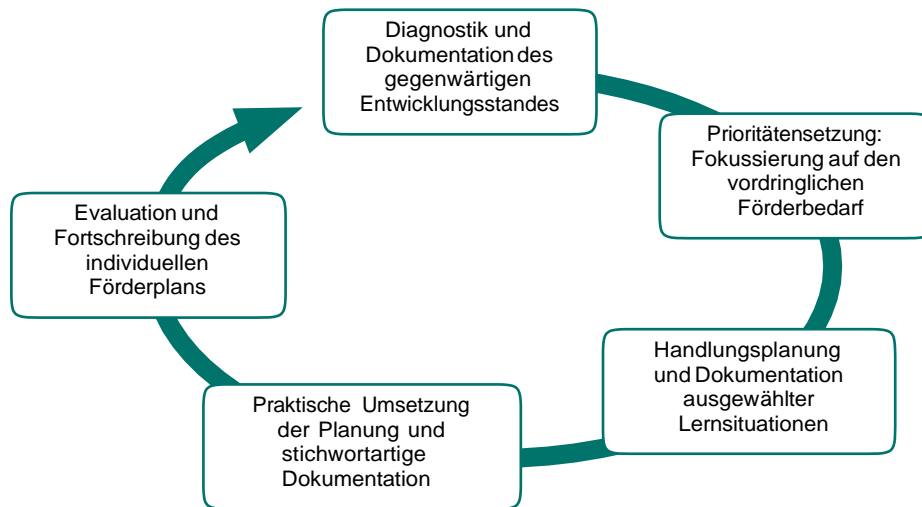 Diagnostik und
Dokumentation des
gegenwärtigen
Entwicklungsstandes
Prioritätensetzung:
Fokussierung auf den
vordringlichen
Förderbedarf
Handlungsplanung
und Dokumentation
ausgewählter
Lernsituationen
Praktische Umsetzung
der Planung und
stichwortartige
Dokumentation
Evaluation und
Fortschreibung des
individuellen
Förderplans